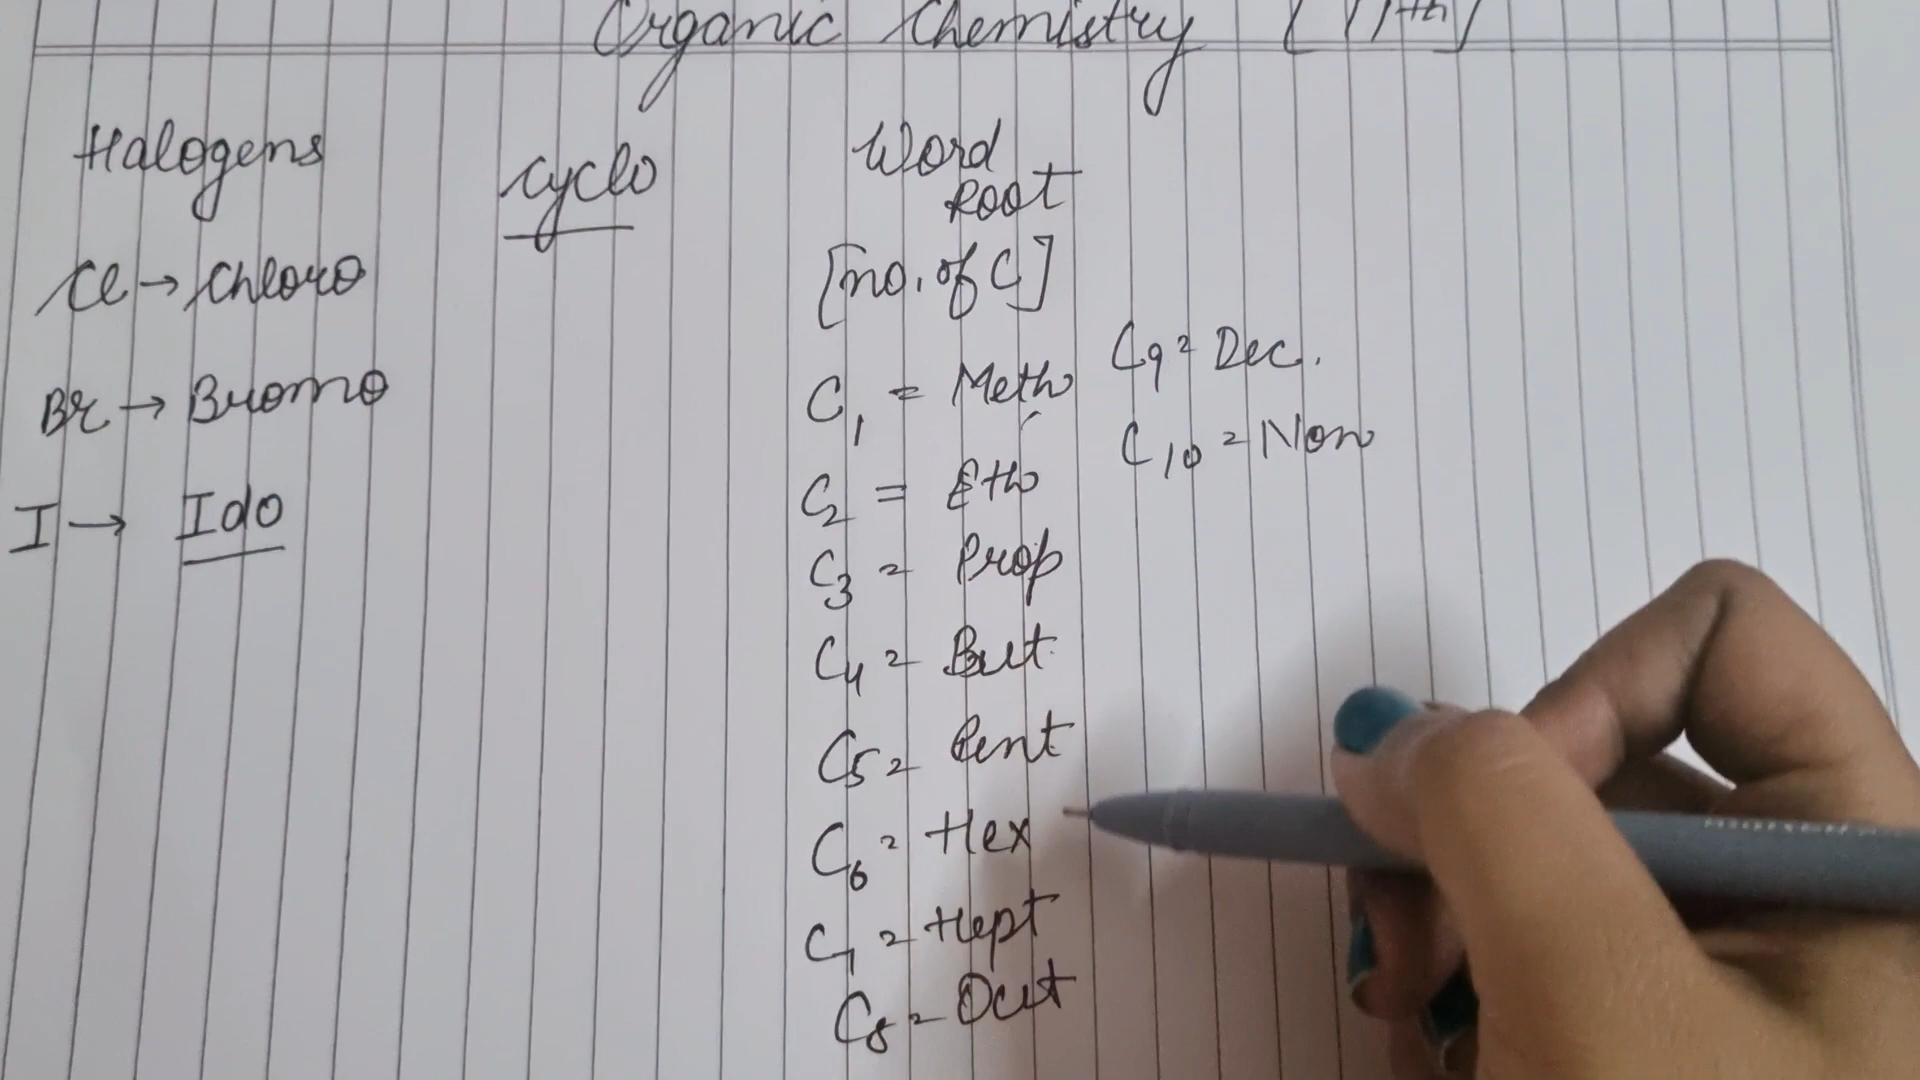 Organic Chemistry [11th]
Halogens
Cl → Chloro
Br → Bromo
I → Ido
Cyclo
Word
Root
[no. of C]
C1 = Meth
C2 = Eth
C3 = Prop
C4 = But
C5 = Pent
C6 = Hex
C7 = Hept
C8 = Oct
C9 = Dec.
C10 = Non